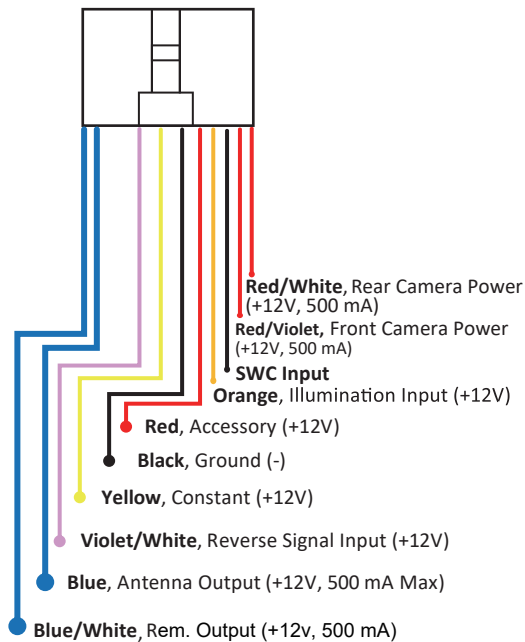 Red/White, Rear Camera Power
(+12V, 500 mA)
Red/Violet, Front Camera Power
(+12V, 500 mA)
SWC Input
Orange, Illumination Input (+12V)
Red, Accessory (+12V)
Black, Ground (-)
Yellow, Constant (+12V)
Violet/White, Reverse Signal Input (+12V)
Blue, Antenna Output (+12V, 500 mA Max)
Blue/White, Rem. Output (+12v, 500 mA)